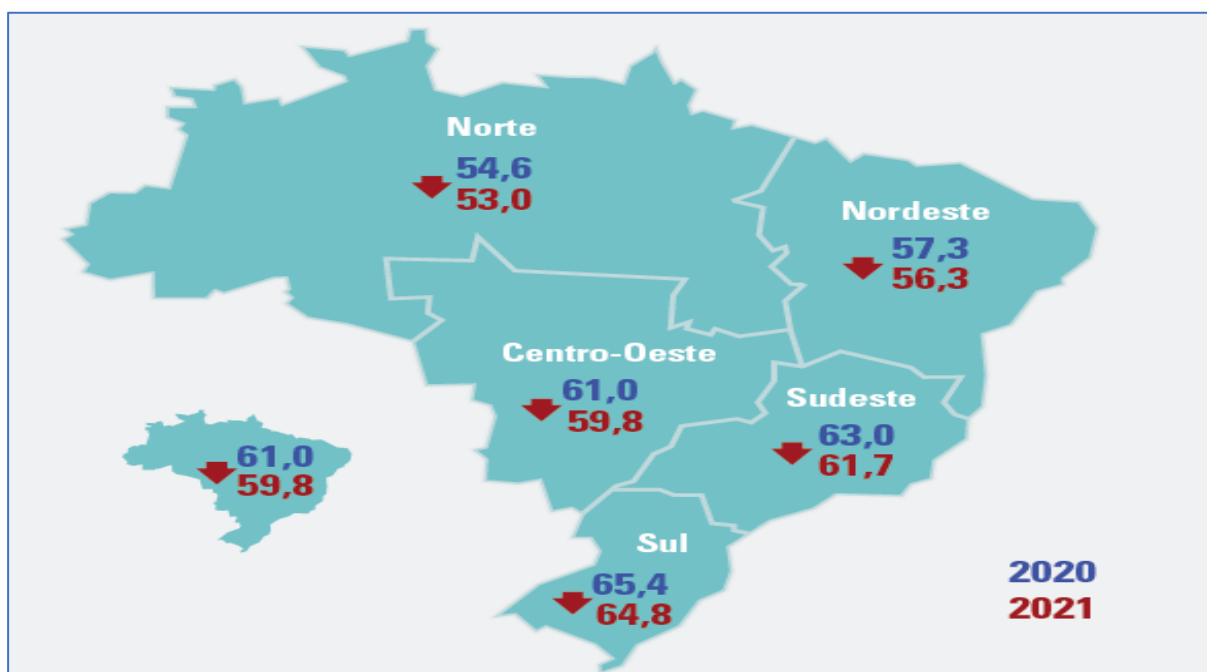 Norte
54,6
53,0
Nordeste
57,3
56,3
Centro-Oeste
61,0
59,8
Sudeste
63,0
61,7
61,0
59,8
Sul
65,4
64,8
2020
2021